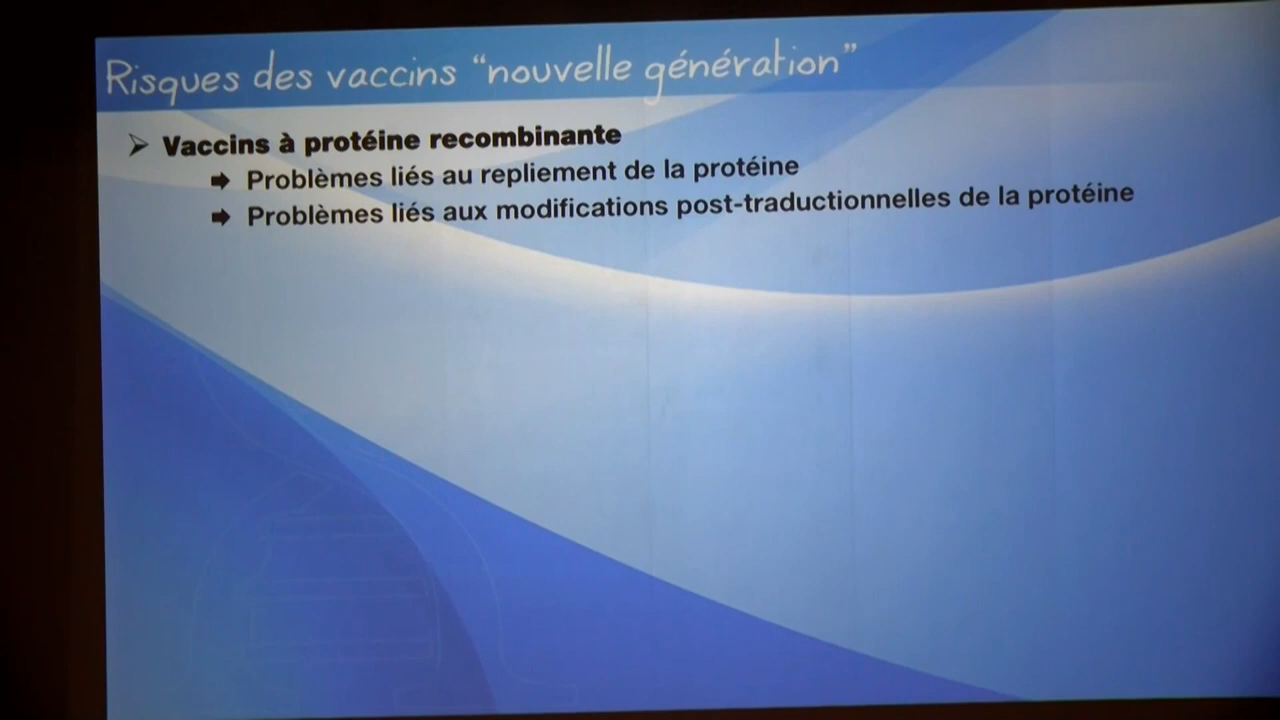 Risques des vaccins “nouvelle génération”
➢ Vaccins à protéine recombinante
➡ Problèmes liés au repliement de la protéine
➡ Problèmes liés aux modifications post-traductionnelles de la protéine